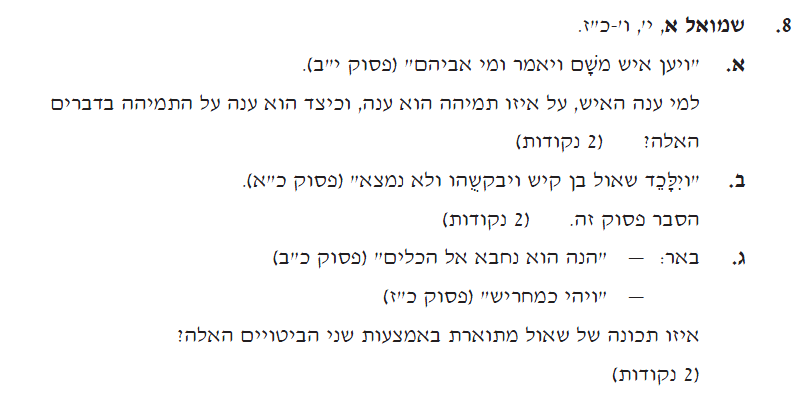 8. שמואל א, י', ו'-כ"ז.
א. "ויען איש מִשָׁם ויאמר ומי אביהם" (פסוק י"ב).
למי ענה האיש, על איזו תמיהה הוא ענה, וכיצד הוא ענה על התמיהה בדברים
האלה? (2 נקודות)
ב. "ויִלָּכֵד שאול בן קיש ויבקשֻהו ולא נמצא" (פסוק כ"א).
הסבר פסוק זה. (2 נקודות)
ג. באר: — "הנה הוא נחבא אל הכלים" (פסוק כ"ב)
— "ויהי כמחריש" (פסוק כ"ז)
איזו תכונה של שאול מתוארת באמצעות שני הביטויים האלה?
(2 נקודות)